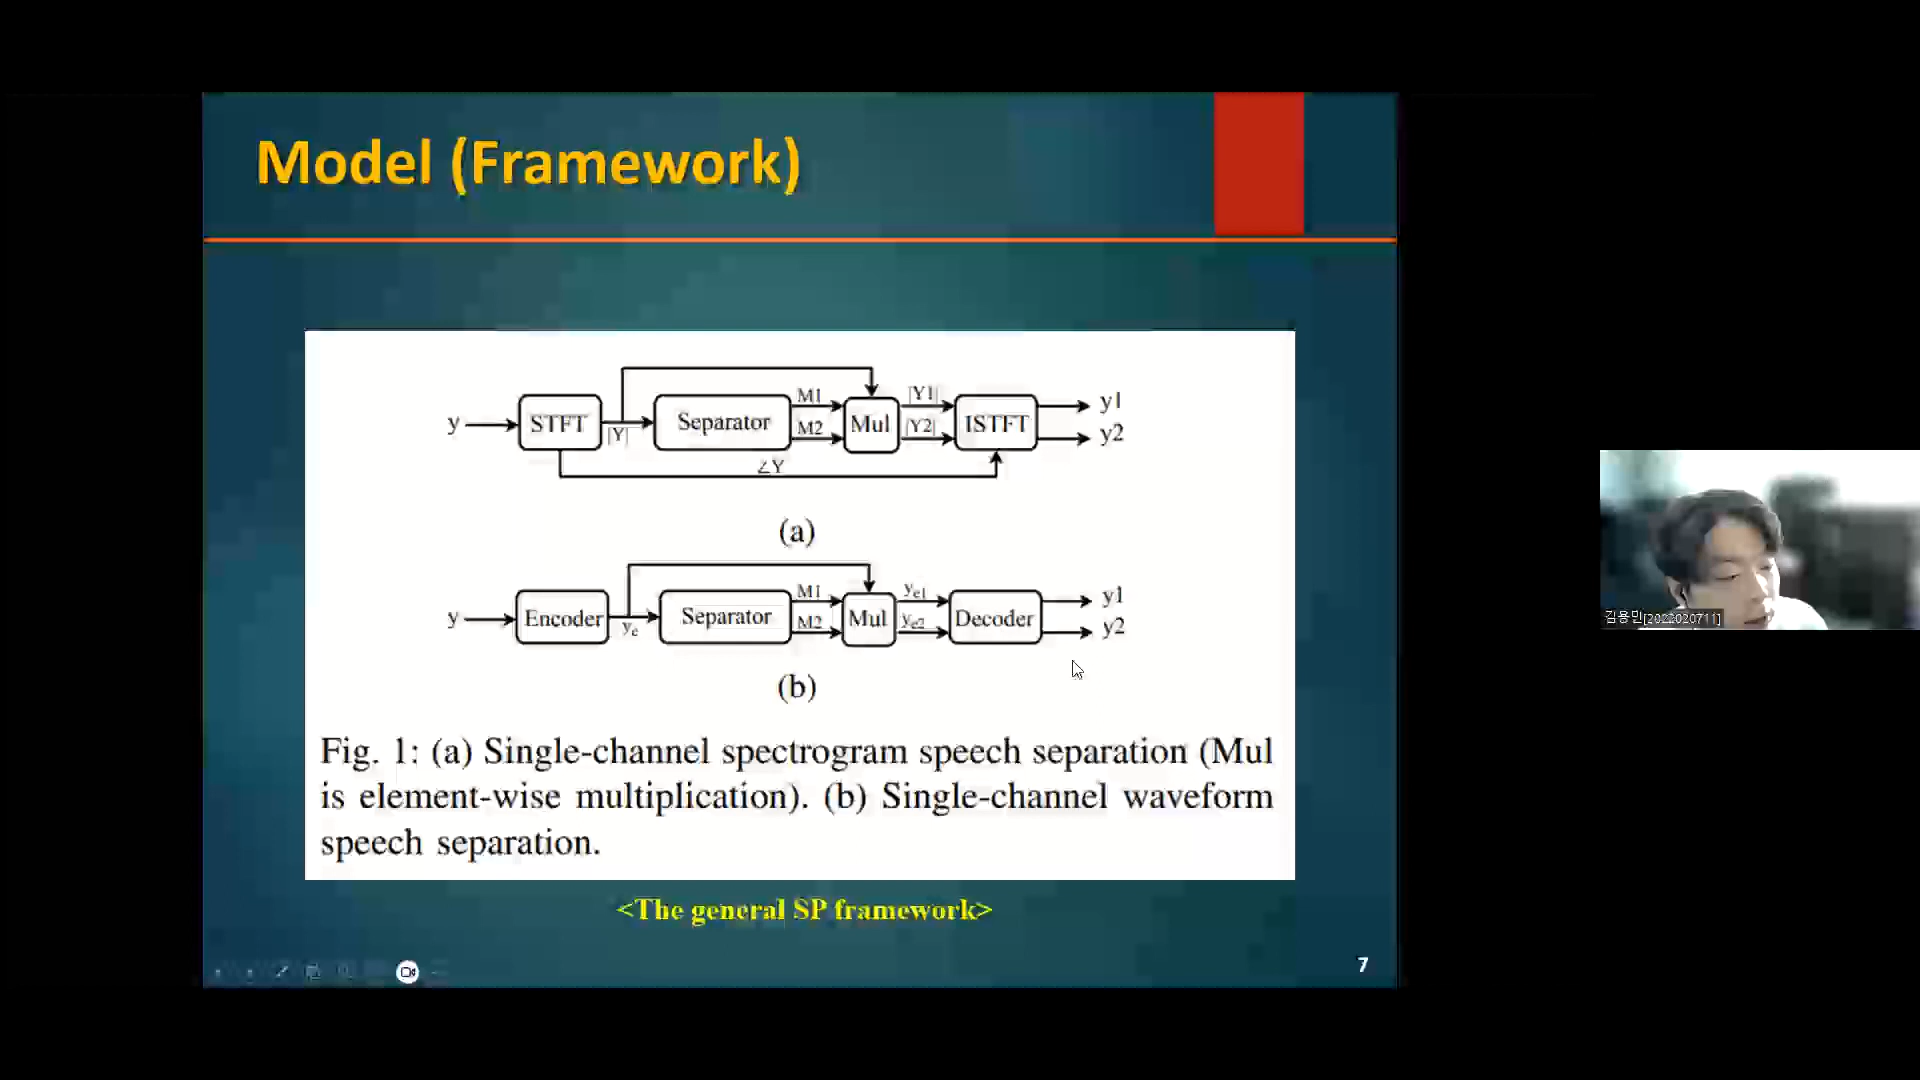 Model (Framework)
y STFT |Y| Separator M1 M2 Mul |Y1| |Y2| ISTFT y1 y2
∠Y
(a)
y Encoder ye Separator M1 M2 Mul ye1 ye2 Decoder y1 y2
(b)
Fig. 1: (a) Single-channel spectrogram speech separation (Mul
is element-wise multiplication). (b) Single-channel waveform
speech separation.
<The general SP framework>
7
김용민[2022020711]